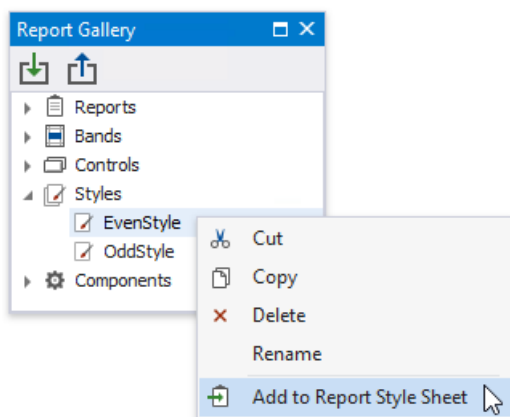 Report Gallery
Reports
Bands
Controls
Styles
EvenStyle
OddStyle
Components
Cut
Copy
Delete
Rename
Add to Report Style Sheet